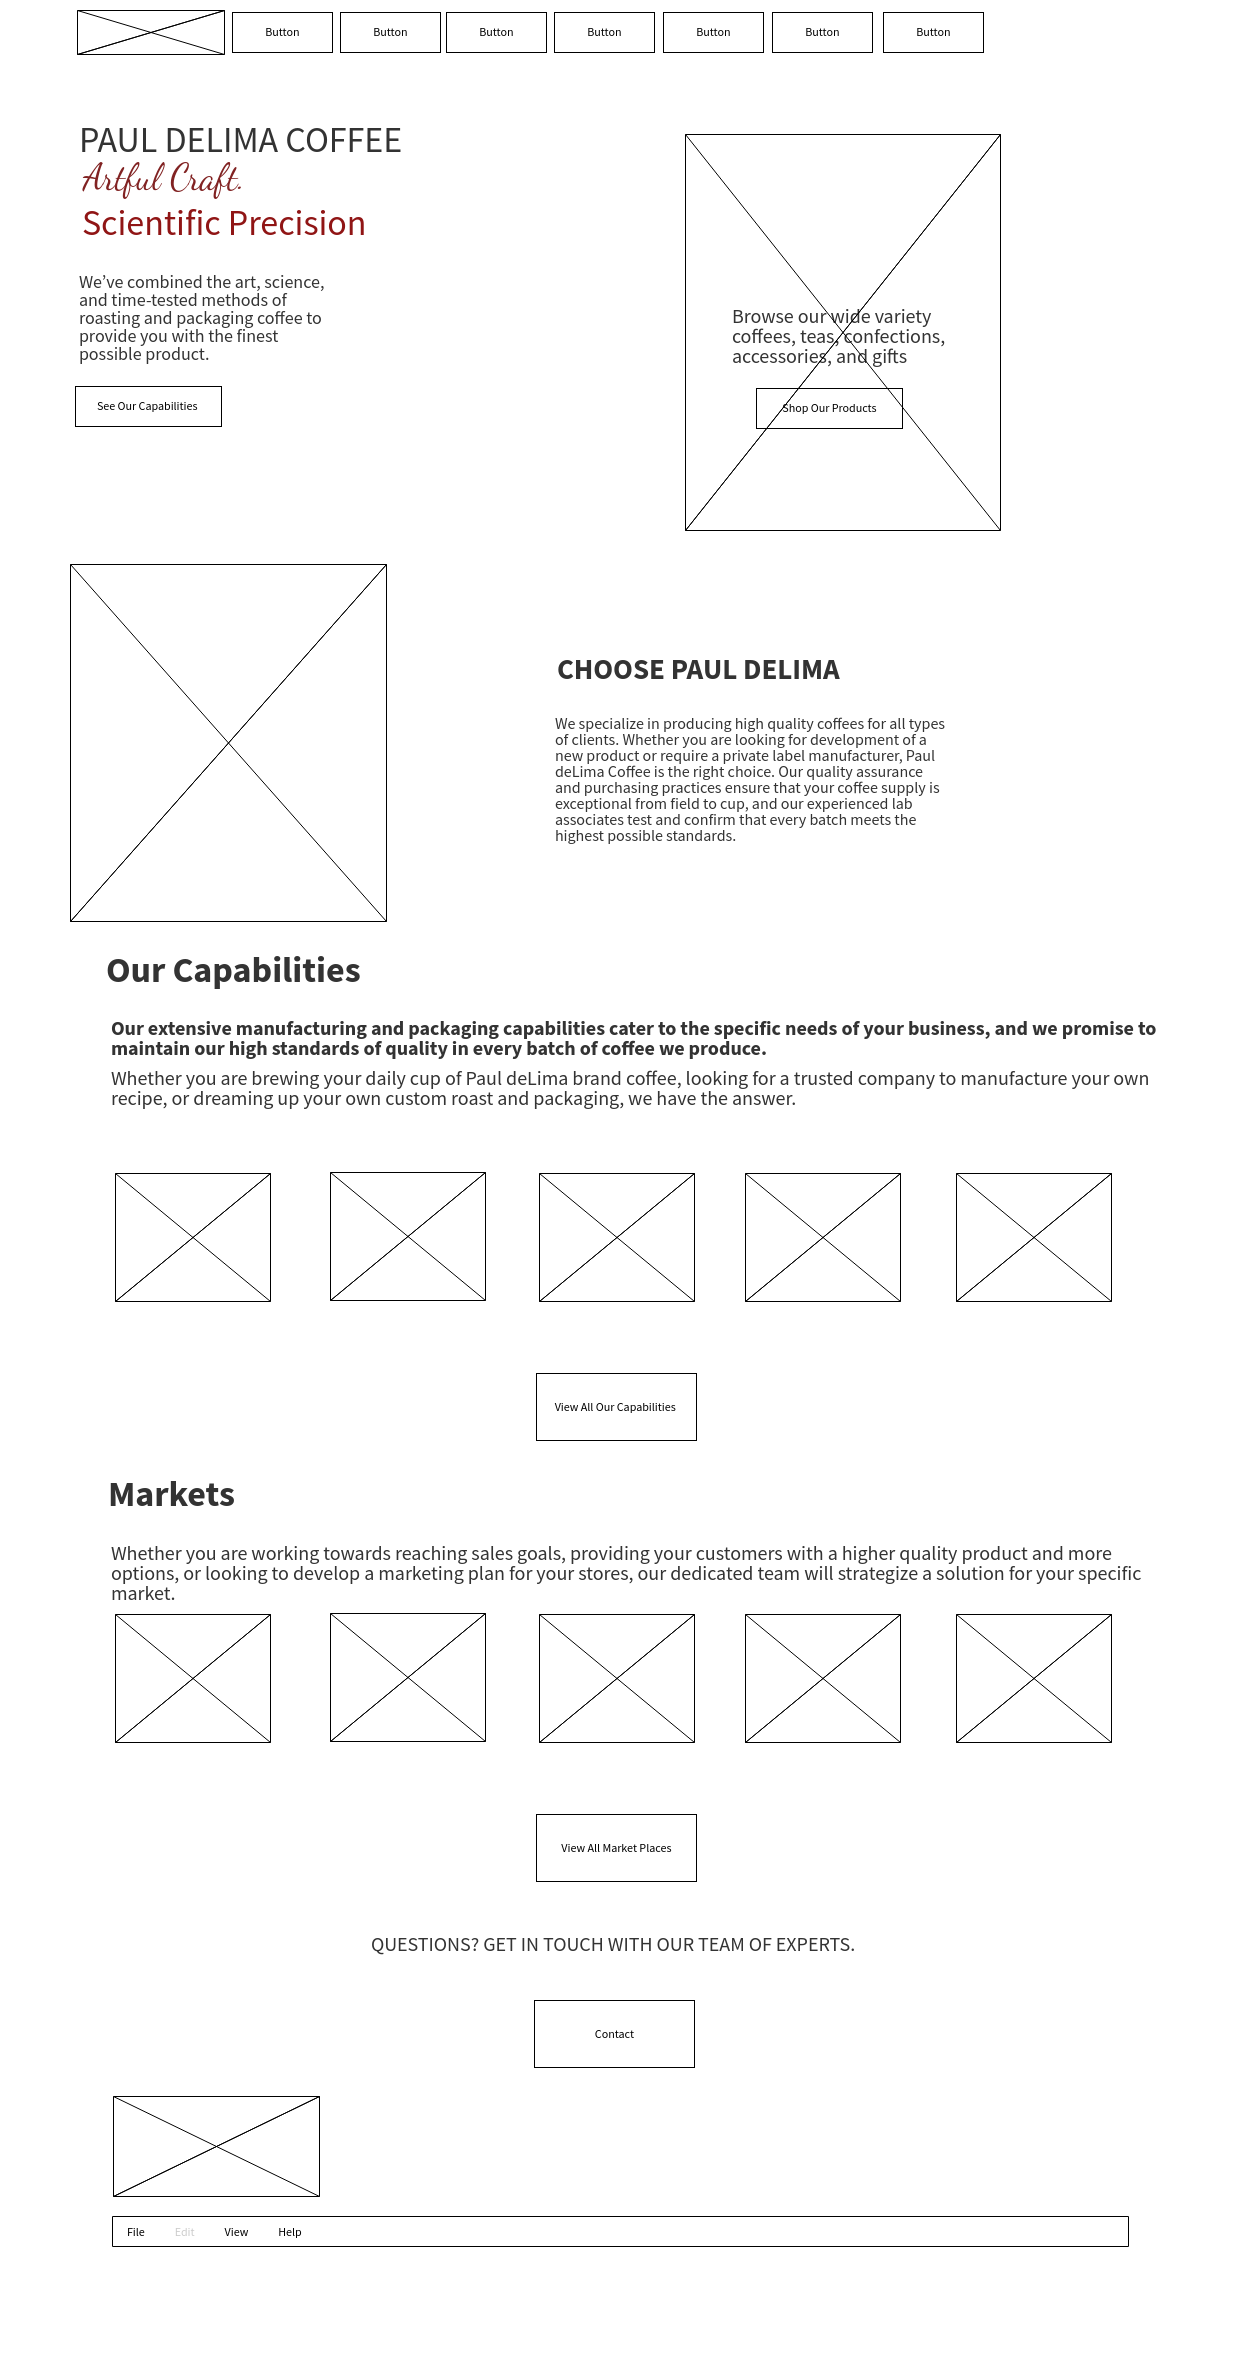 Button Button Button Button Button Button Button
PAUL DELIMA COFFEE
Artful Craft.
Scientific Precision
We’ve combined the art, science,
and time-tested methods of
roasting and packaging coffee to
provide you with the finest
possible product.
See Our Capabilities
Browse our wide variety
coffees, teas, confections,
accessories, and gifts
Shop Our Products
CHOOSE PAUL DELIMA
We specialize in producing high quality coffees for all types
of clients. Whether you are looking for development of a
new product or require a private label manufacturer, Paul
deLima Coffee is the right choice. Our quality assurance
and purchasing practices ensure that your coffee supply is
exceptional from field to cup, and our experienced lab
associates test and confirm that every batch meets the
highest possible standards.
Our Capabilities
Our extensive manufacturing and packaging capabilities cater to the specific needs of your business, and we promise to
maintain our high standards of quality in every batch of coffee we produce.
Whether you are brewing your daily cup of Paul deLima brand coffee, looking for a trusted company to manufacture your own
recipe, or dreaming up your own custom roast and packaging, we have the answer.
View All Our Capabilities
Markets
Whether you are working towards reaching sales goals, providing your customers with a higher quality product and more
options, or looking to develop a marketing plan for your stores, our dedicated team will strategize a solution for your specific
market.
View All Market Places
QUESTIONS? GET IN TOUCH WITH OUR TEAM OF EXPERTS.
Contact
File Edit View Help